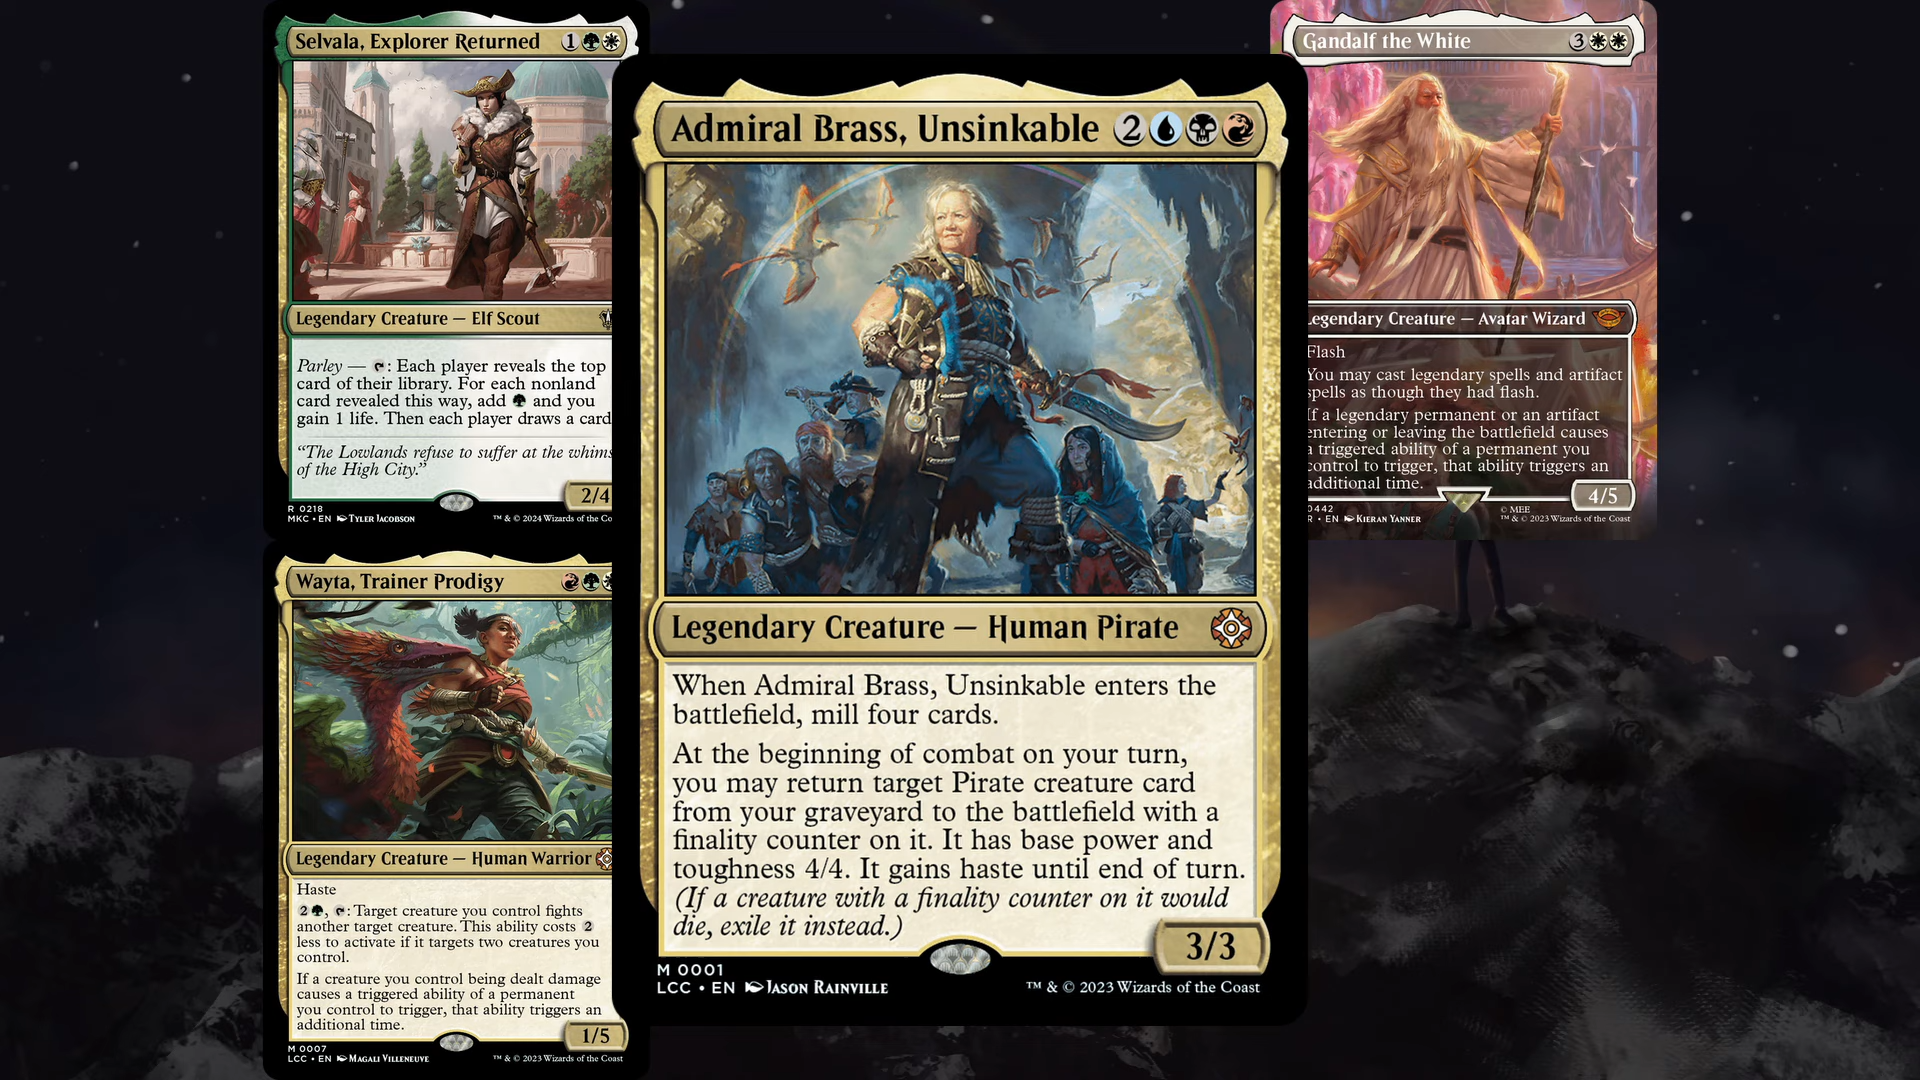 Selvala, Explorer Returned 1
Legendary Creature — Elf Scout
Parley — : Each player reveals the top
card of their library. For each nonland
card revealed this way, add and you
gain 1 life. Then each player draws a card
“The Lowlands refuse to suffer at the whims
of the High City.”
2/4
R 0218
MKC • EN Tyler Jacobson
™ & © 2024 Wizards of the Co
Wayta, Trainer Prodigy
Legendary Creature — Human Warrior
Haste
2 , : Target creature you control fights
another target creature. This ability costs 2
less to activate if it targets two creatures you
control.
If a creature you control being dealt damage
causes a triggered ability of a permanent
you control to trigger, that ability triggers an
additional time.
1/5
M 0007
LCC • EN Magali Villeneuve
™ & © 2023 Wizards of the Coast
Admiral Brass, Unsinkable 2
Legendary Creature — Human Pirate
When Admiral Brass, Unsinkable enters the
battlefield, mill four cards.
At the beginning of combat on your turn,
you may return target Pirate creature card
from your graveyard to the battlefield with a
finality counter on it. It has base power and
toughness 4/4. It gains haste until end of turn.
(If a creature with a finality counter on it would
die, exile it instead.)
3/3
M 0001
LCC • EN Jason Rainville
™ & © 2023 Wizards of the Coast
Gandalf the White 3
Legendary Creature — Avatar Wizard
Flash
You may cast legendary spells and artifact
spells as though they had flash.
If a legendary permanent or an artifact
entering or leaving the battlefield causes
a triggered ability of a permanent you
control to trigger, that ability triggers an
additional time.
4/5
0442
R • EN Kieran Yanner
© MEE
™ & © 2023 Wizards of the Coast